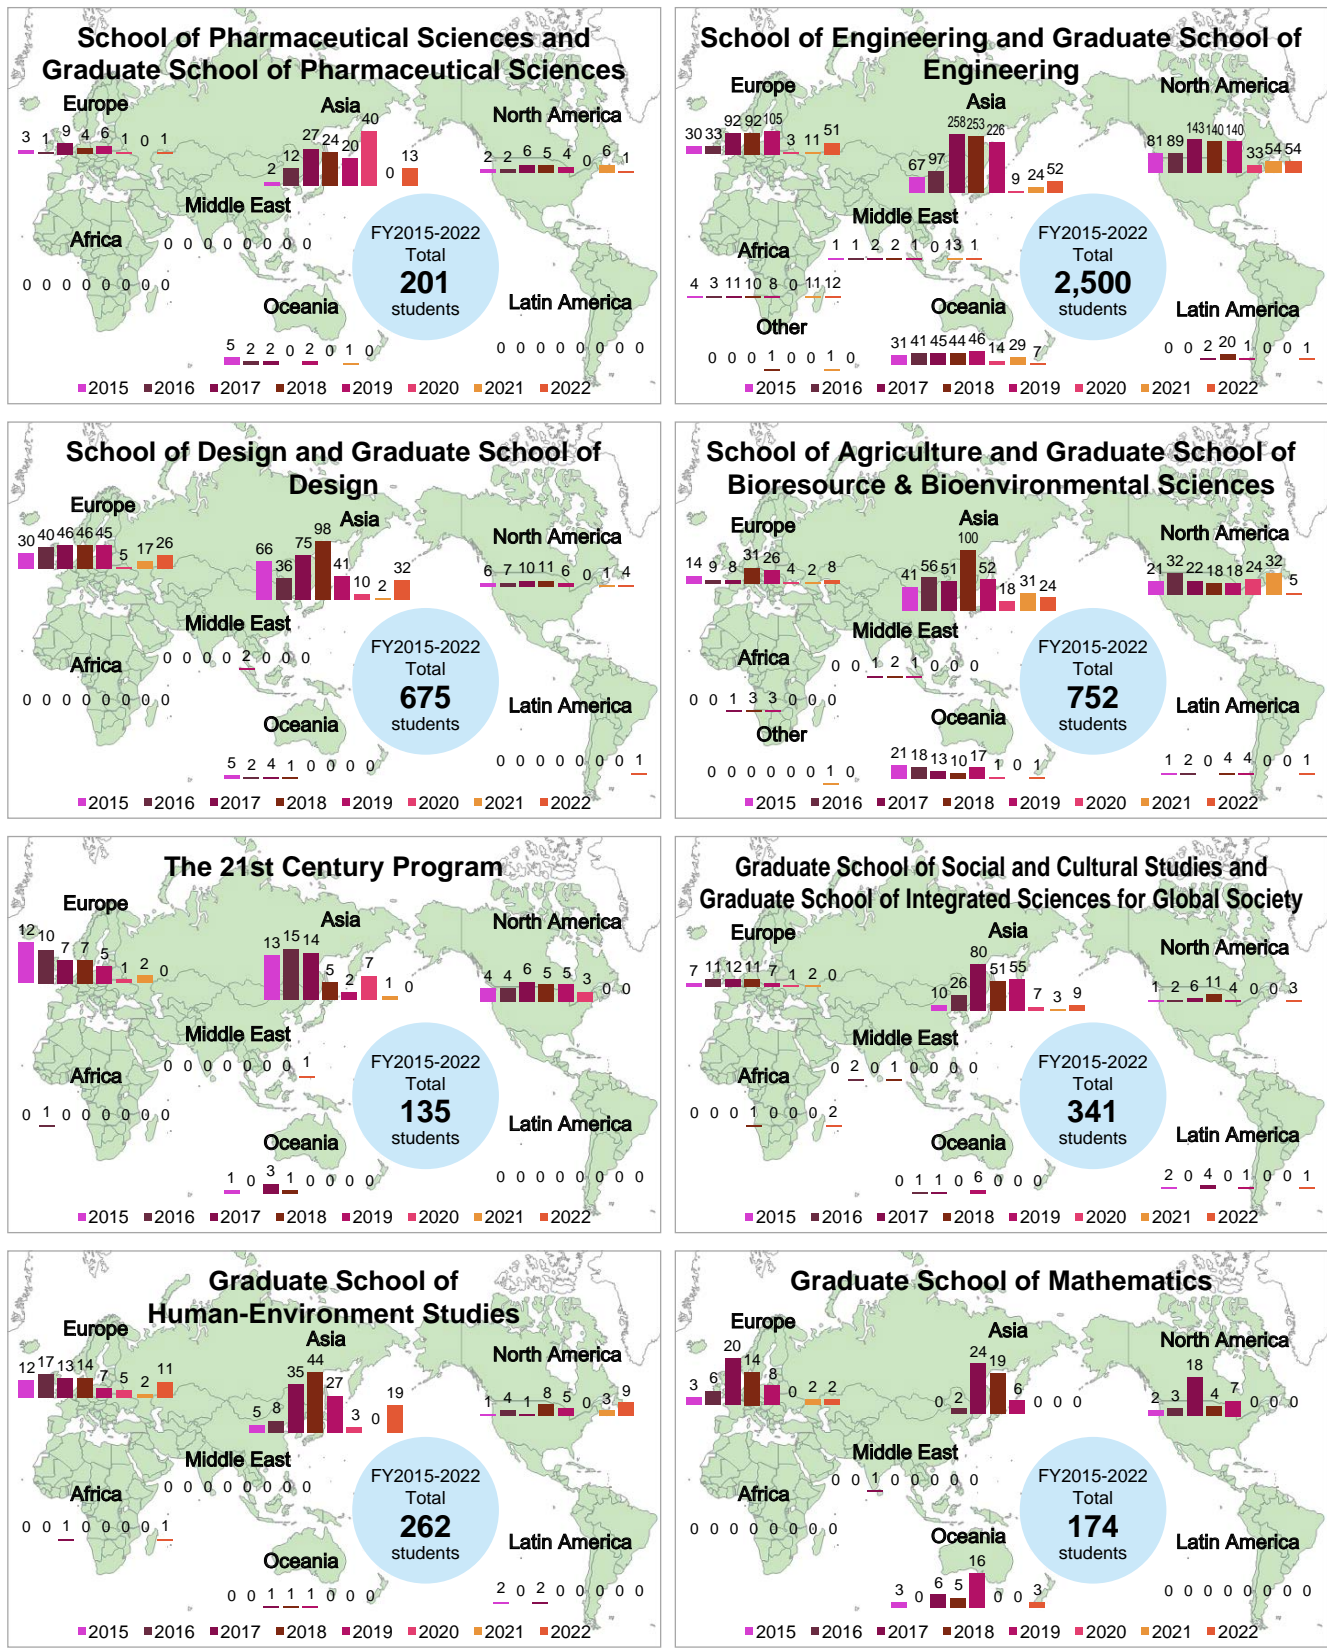 School of Pharmaceutical Sciences and
Graduate School of Pharmaceutical Sciences
Europe
3 1 9 4 6 1 0 1
Asia
2 12 27 24 20 40 0 13
North America
2 2 6 5 4 0 6 1
Middle East
0 0 0 0 0 0 0 0
Africa
0 0 0 0 0 0 0 0
FY2015-2022
Total
201
students
Oceania
5 2 2 0 2 0 1 0
Latin America
0 0 0 0 0 0 0 0
2015 2016 2017 2018 2019 2020 2021 2022
School of Engineering and Graduate School of
Engineering
Europe
30 33 92 92 105 3 11 51
Asia
67 97 258 253 226 9 24 52
North America
81 89 143 140 140 33 54 54
Middle East
1 1 2 2 1 0 13 1
Africa
4 3 11 10 8 0 11 12
FY2015-2022
Total
2,500
students
Other
0 0 0 1 0 0 1 0
Oceania
31 41 45 44 46 14 29 7
Latin America
0 0 2 20 1 0 0 1
2015 2016 2017 2018 2019 2020 2021 2022
School of Design and Graduate School of
Design
Europe
30 40 46 46 45 5 17 26
Asia
66 36 75 98 41 10 2 32
North America
6 7 10 11 6 0 1 4
Middle East
0 0 0 0 2 0 0 0
Africa
0 0 0 0 0 0 0 0
FY2015-2022
Total
675
students
Oceania
5 2 4 1 0 0 0 0
Latin America
0 0 0 0 0 0 0 1
2015 2016 2017 2018 2019 2020 2021 2022
School of Agriculture and Graduate School of
Bioresource & Bioenvironmental Sciences
Europe
14 9 8 31 26 4 2 8
Asia
41 56 51 100 52 18 31 24
North America
21 32 22 18 18 24 32 5
Middle East
0 0 1 2 1 0 0 0
Africa
0 0 1 3 3 0 0 0
FY2015-2022
Total
752
students
Other
0 0 0 0 0 0 1 0
Oceania
21 18 13 10 17 1 0 1
Latin America
1 2 0 4 4 0 0 1
2015 2016 2017 2018 2019 2020 2021 2022
The 21st Century Program
Europe
12 10 7 7 5 1 2 0
Asia
13 15 14 5 2 7 1 0
North America
4 4 6 5 5 3 0 0
Middle East
0 0 0 0 0 0 0 1
Africa
0 1 0 0 0 0 0 0
FY2015-2022
Total
135
students
Oceania
1 0 3 1 0 0 0 0
Latin America
0 0 0 0 0 0 0 0
2015 2016 2017 2018 2019 2020 2021 2022
Graduate School of Social and Cultural Studies and
Graduate School of Integrated Sciences for Global Society
Europe
7 11 12 11 7 1 2 0
Asia
10 26 80 51 55 7 3 9
North America
1 2 6 11 4 0 0 3
Middle East
0 2 0 1 0 0 0 0
Africa
0 0 0 1 0 0 0 2
FY2015-2022
Total
341
students
Oceania
0 1 1 0 6 0 0 0
Latin America
2 0 4 0 1 0 0 1
2015 2016 2017 2018 2019 2020 2021 2022
Graduate School of
Human-Environment Studies
Europe
12 17 13 14 7 5 2 11
Asia
5 8 35 44 27 3 0 19
North America
1 4 1 8 5 0 3 9
Middle East
0 0 0 0 0 0 0 0
Africa
0 0 1 0 0 0 0 1
FY2015-2022
Total
262
students
Oceania
0 0 1 1 1 0 0 0
Latin America
2 0 2 0 0 0 0 0
2015 2016 2017 2018 2019 2020 2021 2022
Graduate School of Mathematics
Europe
3 6 20 14 8 0 2 2
Asia
0 2 24 19 6 0 0 0
North America
2 3 18 4 7 0 0 0
Middle East
0 0 1 0 0 0 0 0
Africa
0 0 0 0 0 0 0 0
FY2015-2022
Total
174
students
Oceania
3 0 6 5 16 0 0 3
Latin America
0 0 0 0 0 0 0 0
2015 2016 2017 2018 2019 2020 2021 2022